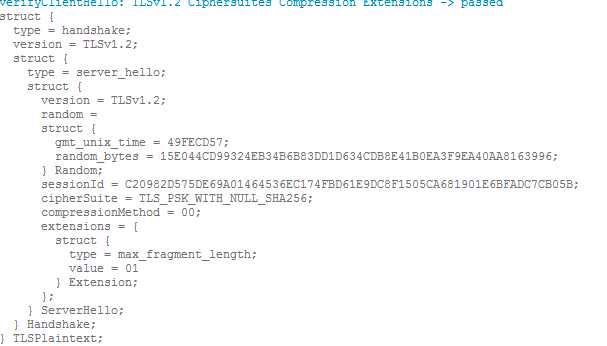 verifyClientHello: TLSv1.2 Ciphersuites Compression Extensions -> passed
struct {
type = handshake;
version = TLSv1.2;
struct {
type = server_hello;
struct {
version = TLSv1.2;
random =
struct {
gmt_unix_time = 49FECD57;
random_bytes = 15E044CD99324EB34B6B83DD1D634CDB8E41B0EA3F9EA40AA8163996;
} Random;
sessionId = C20982D575DE69A01464536EC174FBD61E9DC8F1505CA681901E6BFADC7CB05B;
cipherSuite = TLS_PSK_WITH_NULL_SHA256;
compressionMethod = 00;
extensions = [
struct {
type = max_fragment_length;
value = 01
} Extension;
];
} ServerHello;
} Handshake;
} TLSPlaintext;